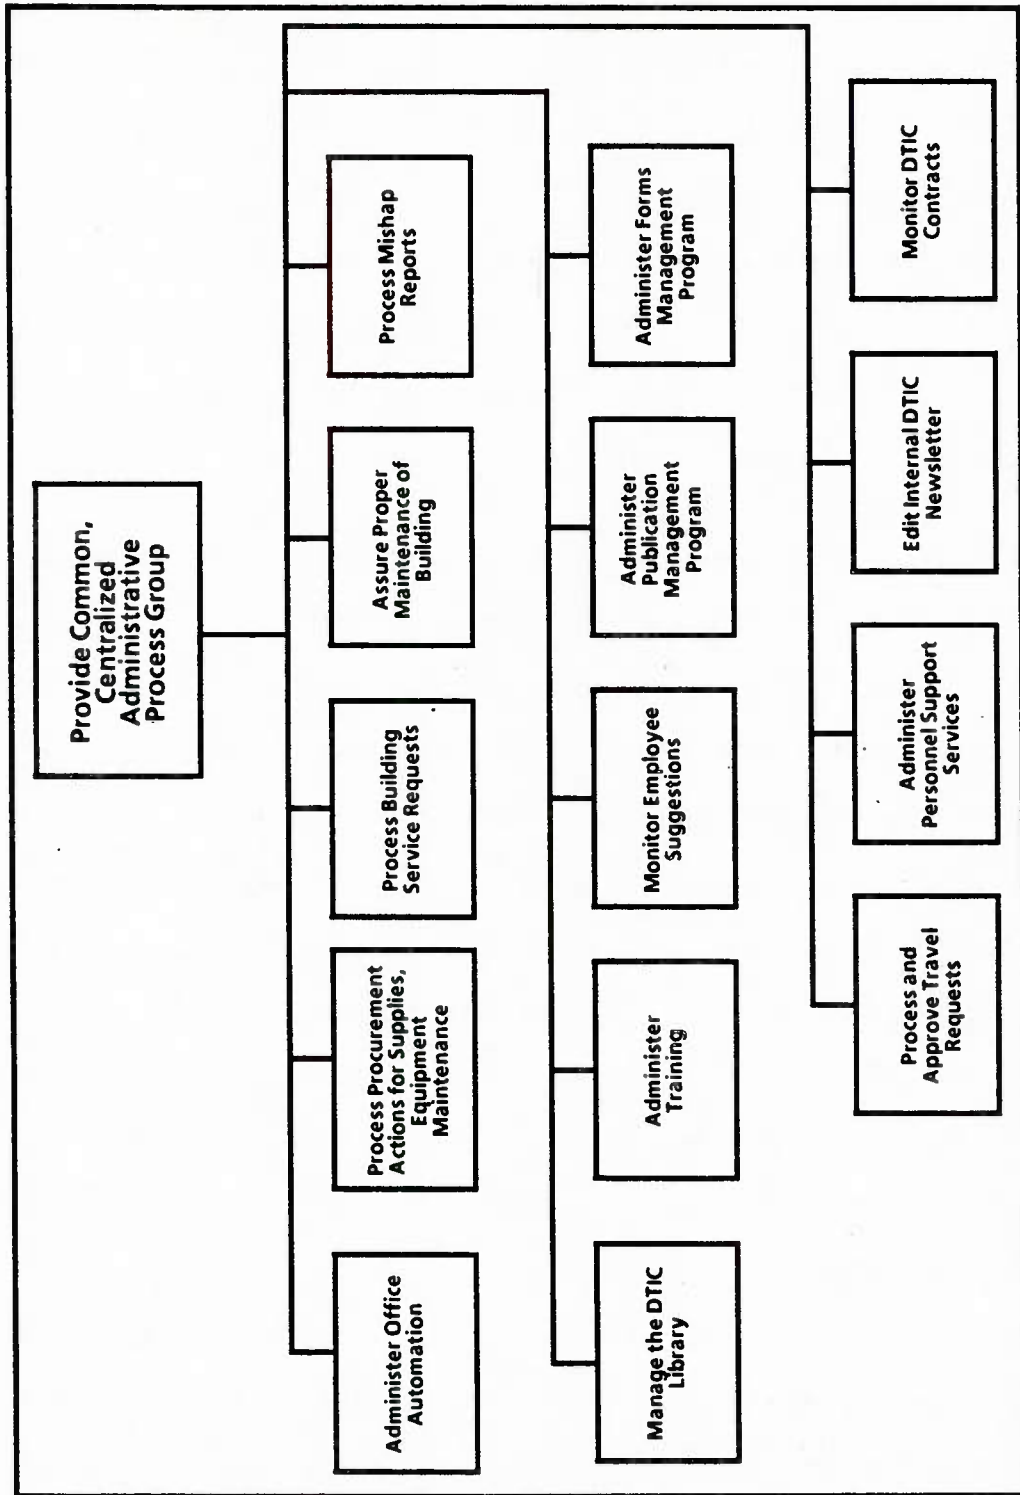 Provide Common,
Centralized
Administrative
Process Group
Administer Office
Automation
Process Procurement
Actions for Supplies,
Equipment
Maintenance
Process Building
Service Requests
Assure Proper
Maintenance of
Building
Process Mishap
Reports
Manage the DTIC
Library
Administer
Training
Monitor Employee
Suggestions
Administer
Publication
Management
Program
Administer Forms
Management
Program
Process and
Approve Travel
Requests
Administer
Personnel Support
Services
Edit Internal DTIC
Newsletter
Monitor DTIC
Contracts